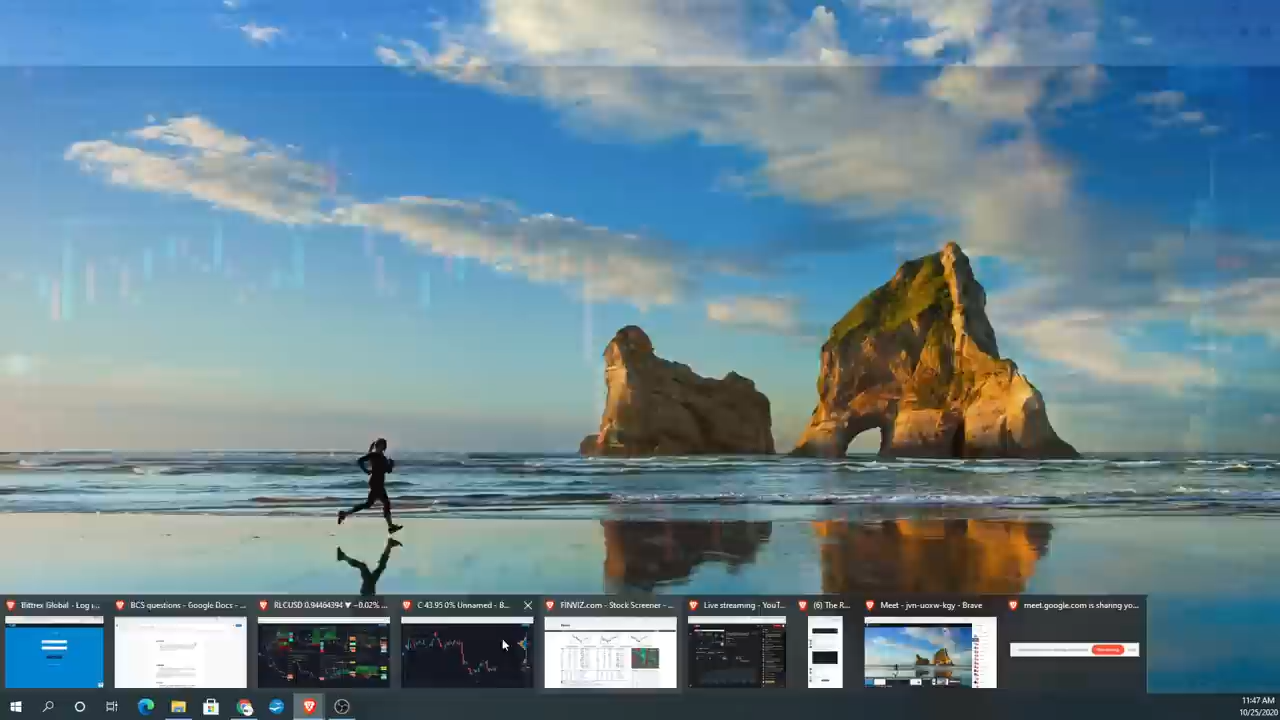 Bittrex Global - Log i...
BCS questions - Google Docs - ...
RLCUSD 0.94464394 ▼ −0.02% ...
C 43.95 0% Unnamed - B...
FINVIZ.com - Stock Screener - ...
Live streaming - YouT...
(6) The R...
Meet - jvn-uoxw-kgy - Brave
meet.google.com is sharing yo...
11:47 AM
10/25/2020